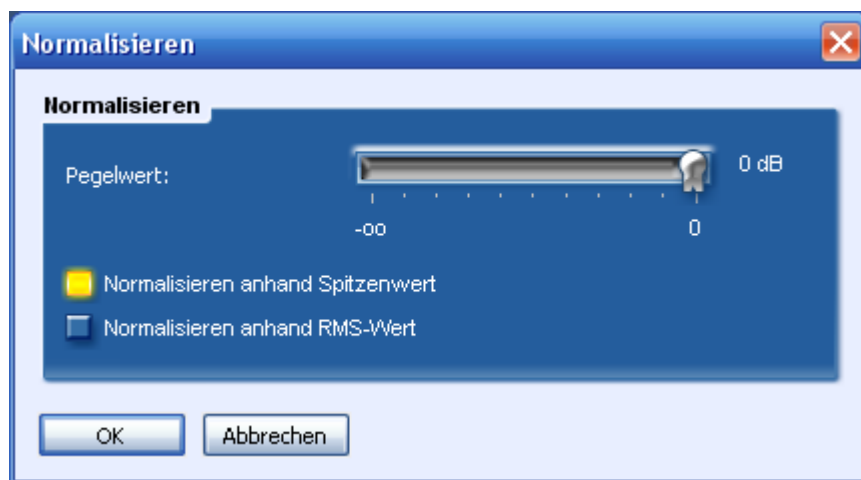 Normalisieren
Normalisieren
Pegelwert:
0 dB
-oo
0
Normalisieren anhand Spitzenwert
Normalisieren anhand RMS-Wert
OK
Abbrechen